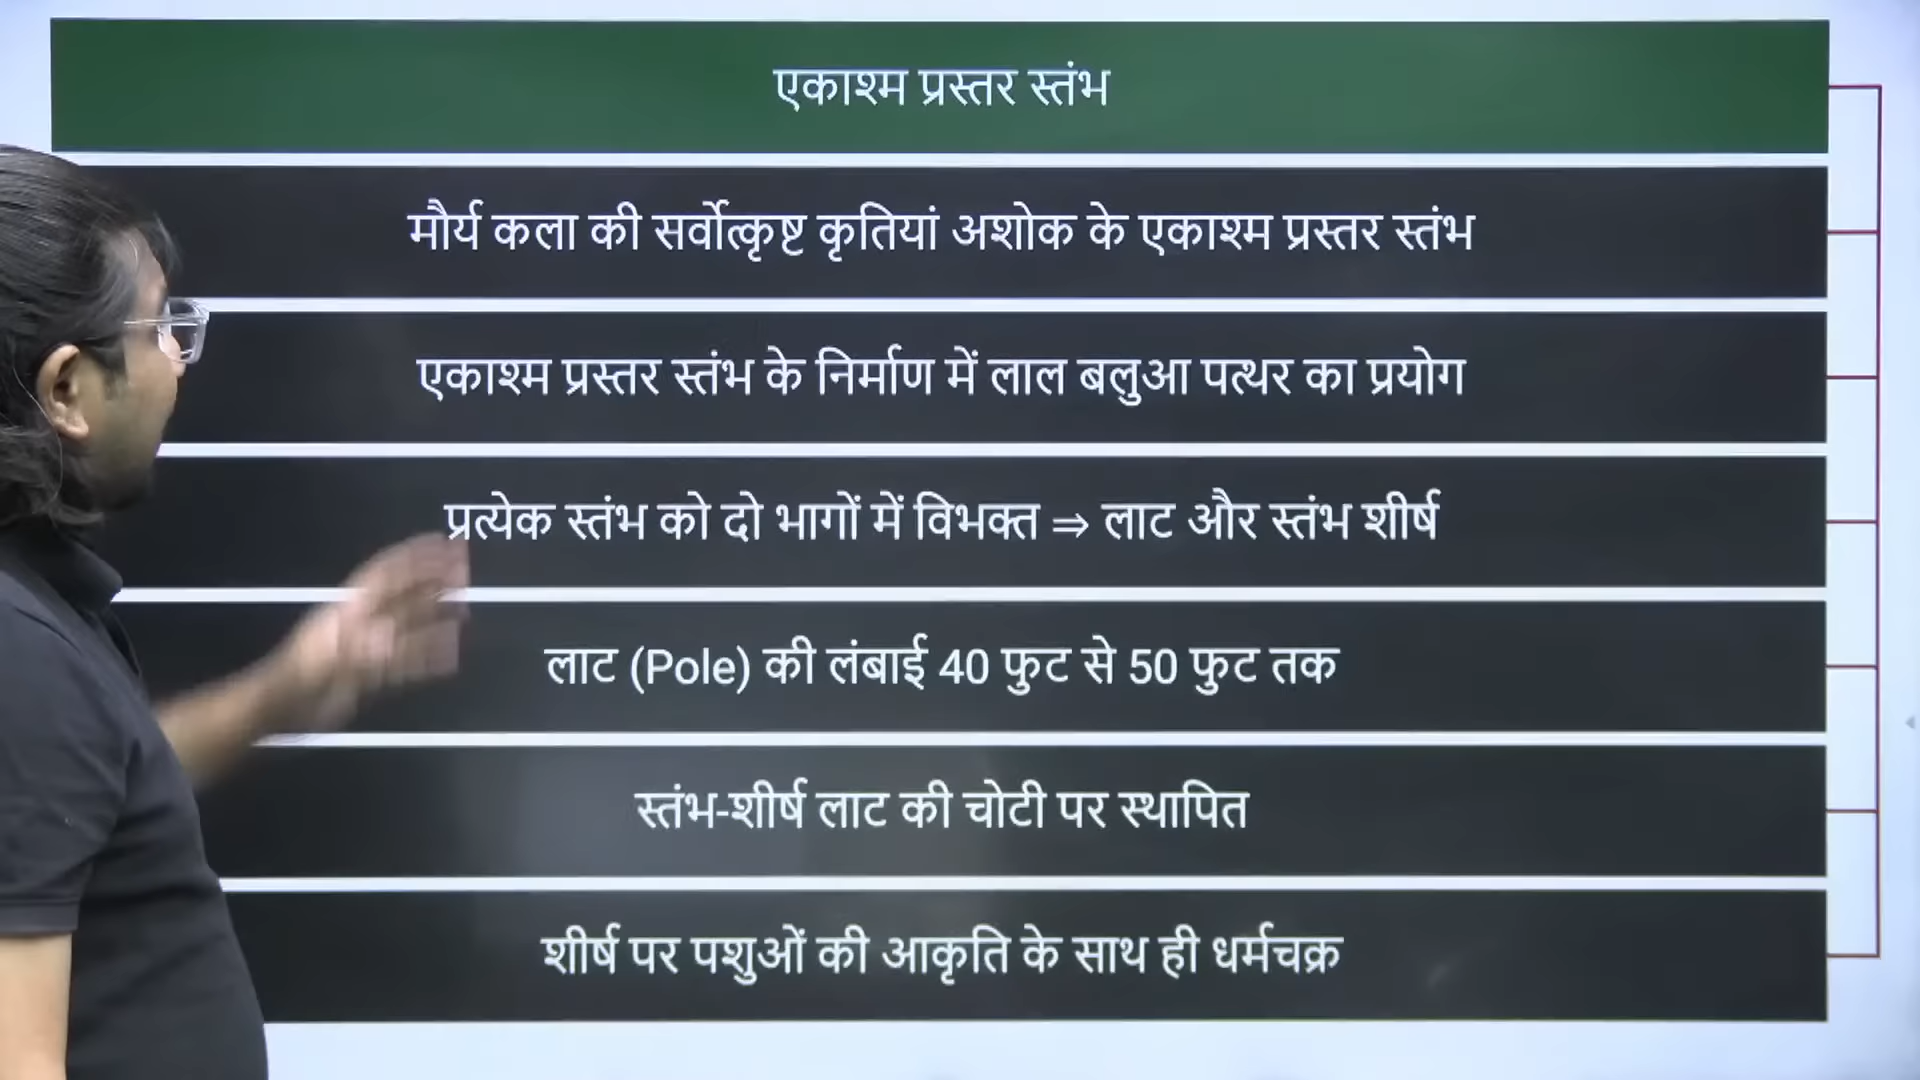 एकाश्म प्रस्तर स्तंभ
मौर्य कला की सर्वोत्कृष्ट कृतियां अशोक के एकाश्म प्रस्तर स्तंभ
एकाश्म प्रस्तर स्तंभ के निर्माण में लाल बलुआ पत्थर का प्रयोग
प्रत्येक स्तंभ को दो भागों में विभक्त ⇒ लाट और स्तंभ शीर्ष
लाट (Pole) की लंबाई 40 फुट से 50 फुट तक
स्तंभ-शीर्ष लाट की चोटी पर स्थापित
शीर्ष पर पशुओं की आकृति के साथ ही धर्मचक्र